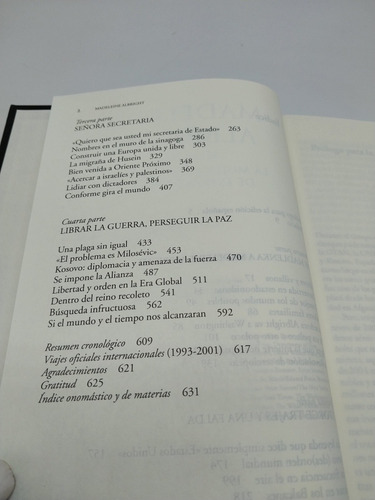 8 MADELEINE ALBRIGHT
Tercera parte
SEÑORA SECRETARIA
«Quiero que sea usted mi secretaria de Estado» 263
Nombres en el muro de la sinagoga 286
Construir una Europa unida y libre 303
La migraña de Husein 329
Bien venida a Oriente Próximo 348
«Acercar a israelíes y palestinos» 369
Lidiar con dictadores 384
Conforme gira el mundo 407
Cuarta parte
LIBRAR LA GUERRA, PERSEGUIR LA PAZ
Una plaga sin igual 433
«El problema es Milosévic» 453
Kosovo: diplomacia y amenaza de la fuerza 470
Se impone la Alianza 487
Libertad y orden en la Era Global 511
Dentro del reino recoleto 541
Búsqueda infructuosa 562
Si el mundo y el tiempo nos alcanzaran 592
Resumen cronológico 609
Viajes oficiales internacionales (1993-2001) 617
Agradecimientos 621
Gratitud 625
Índice onomástico y de materias 631